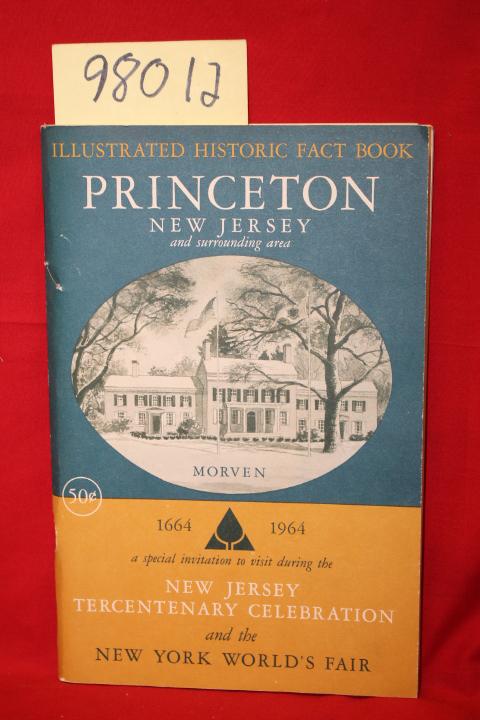 98012
ILLUSTRATED HISTORIC FACT BOOK
PRINCETON
NEW JERSEY
and surrounding area
MORVEN
50¢
1664 1964
a special invitation to visit during the
NEW JERSEY
TERCENTENARY CELEBRATION
and the
NEW YORK WORLD'S FAIR